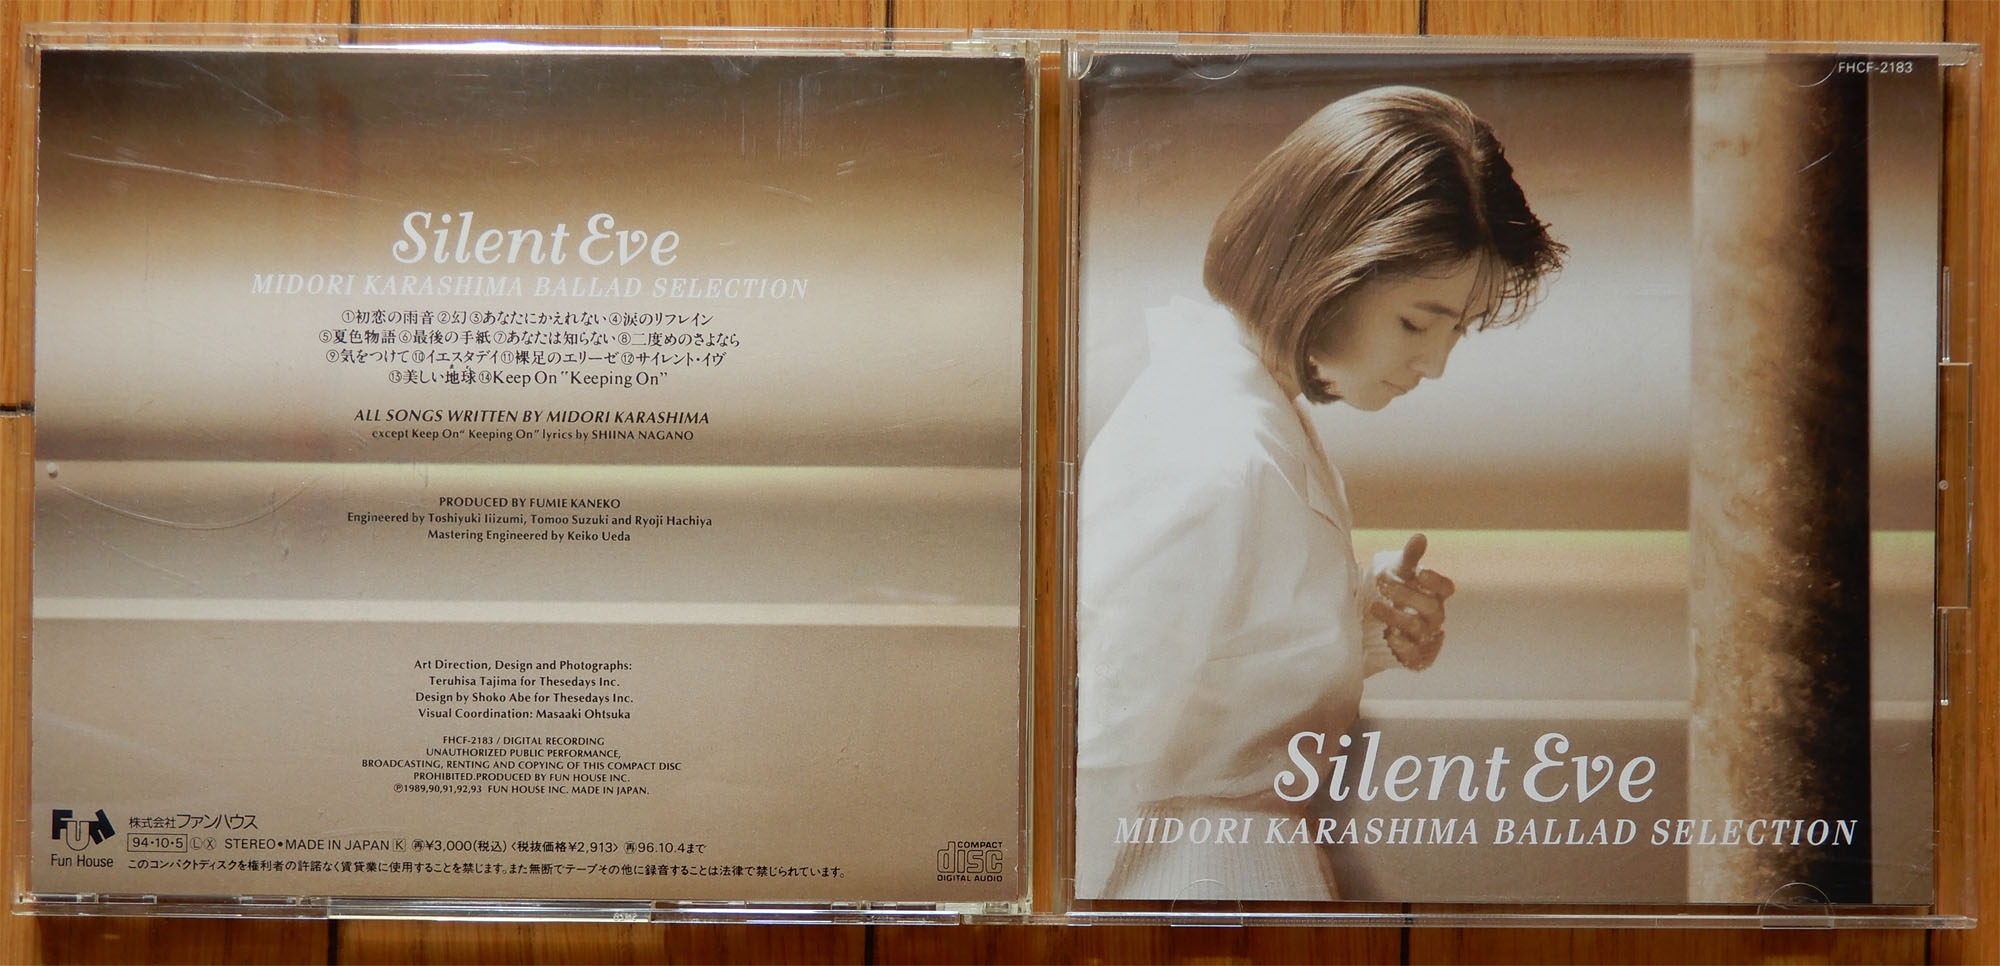 Silent Eve
MIDORI KARASHIMA BALLAD SELECTION
①初恋の雨音②幻③あなたにかえれない④涙のリフレイン
⑤夏色物語⑥最後の手紙⑦あなたは知らない⑧二度めのさよなら
⑨気をつけて⑩イエスタデイ⑪裸足のエリーゼ⑫サイレント・イヴ
⑬美しい地球⑭Keep On "Keeping On"
ALL SONGS WRITTEN BY MIDORI KARASHIMA
except Keep On“ Keeping On” lyrics by SHIINA NAGANO
PRODUCED BY FUMIE KANEKO
Engineered by Toshiyuki Iiizumi, Tomoo Suzuki and Ryoji Hachiya
Mastering Engineered by Keiko Ueda
Art Direction, Design and Photographs:
Teruhisa Tajima for Thesedays Inc.
Design by Shoko Abe for Thesedays Inc.
Visual Coordination: Masaaki Ohtsuka
FHCF-2183 / DIGITAL RECORDING
UNAUTHORIZED PUBLIC PERFORMANCE,
BROADCASTING, RENTING AND COPYING OF THIS COMPACT DISC
PROHIBITED.PRODUCED BY FUN HOUSE INC.
℗1989,90,91,92,93 FUN HOUSE INC. MADE IN JAPAN.
FUN
Fun House
株式会社ファンハウス
94・10・5 Ⓛ Ⓧ STEREO●MADE IN JAPAN K 再¥3,000(税込)〈税抜価格¥2,913〉再96.10.4まで
このコンパクトディスクを権利者の許諾なく賃貸業に使用することを禁じます。また無断でテープその他に録音することは法律で禁じられています。
COMPACT
disc
DIGITAL AUDIO
FHCF-2183
Silent Eve
MIDORI KARASHIMA BALLAD SELECTION